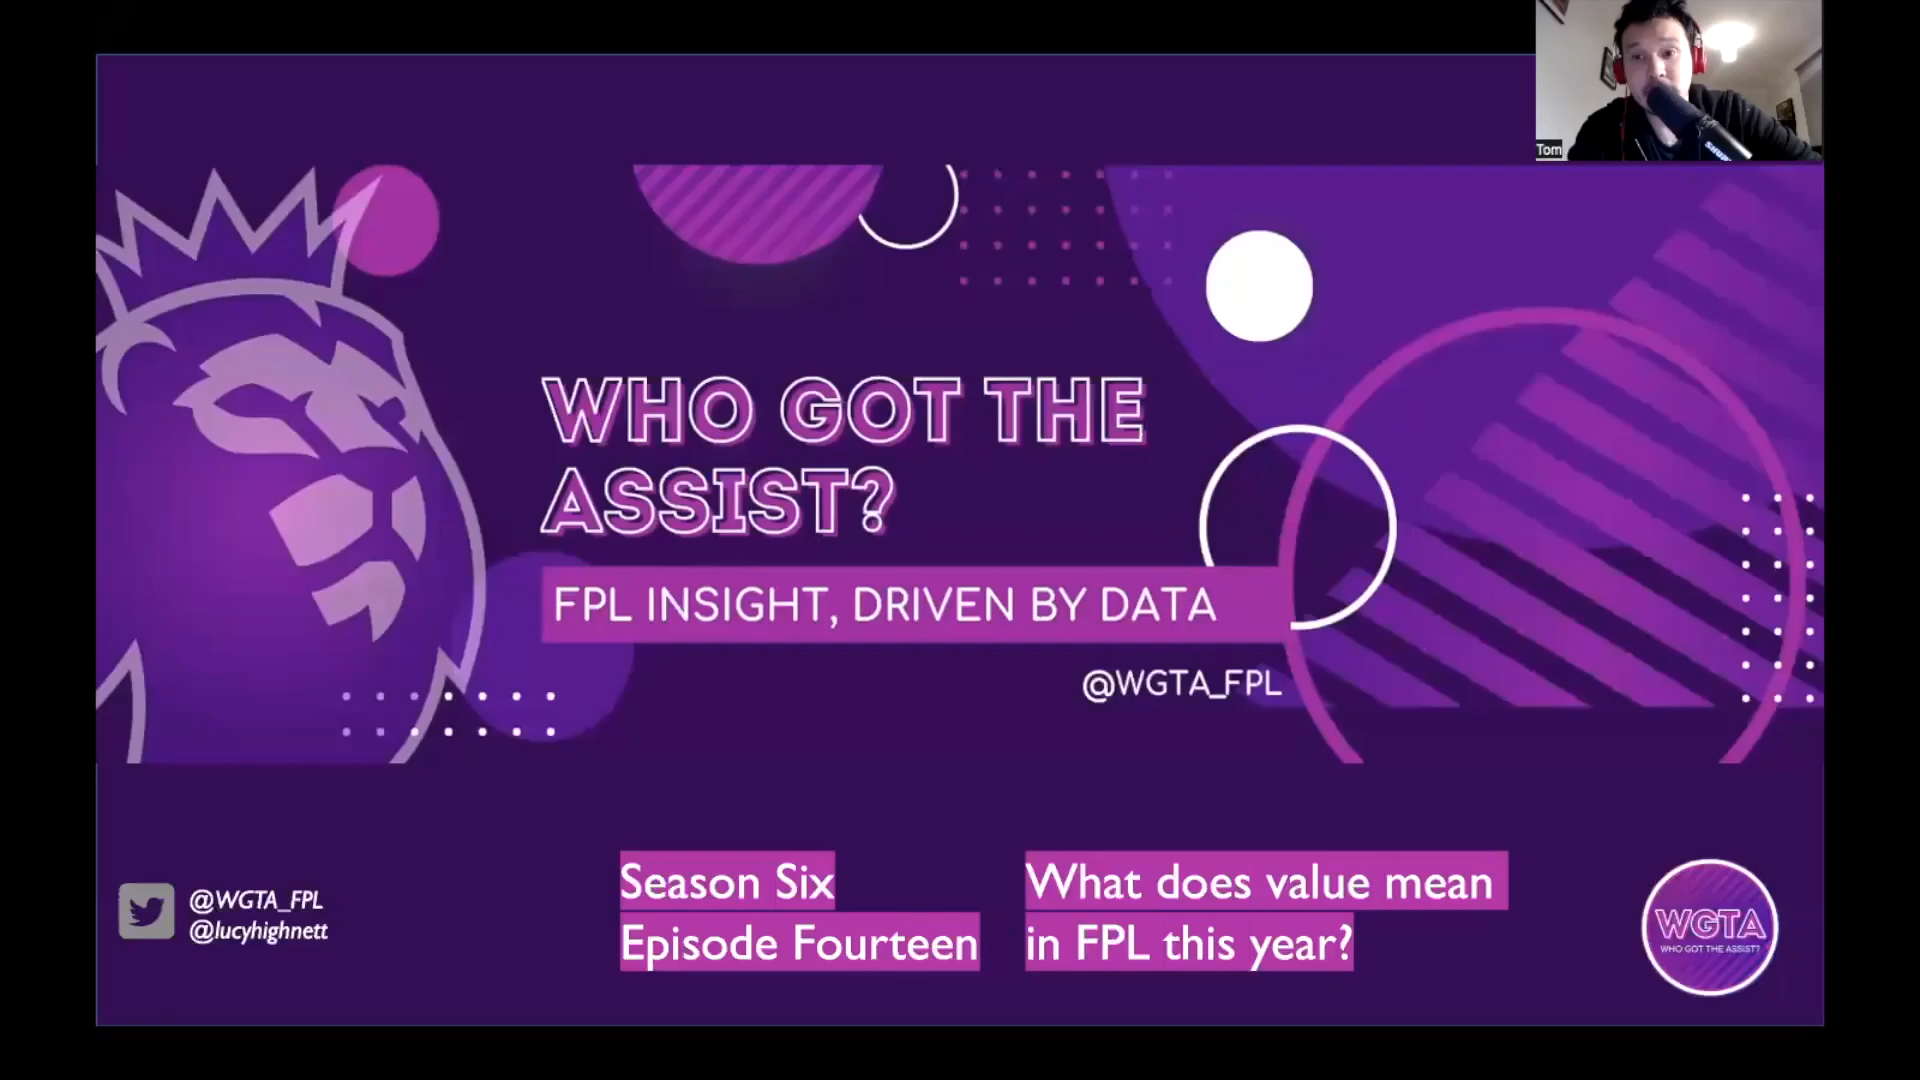 Tom
SHURE
WHO GOT THE
ASSIST?
FPL INSIGHT, DRIVEN BY DATA
@WGTA_FPL
@WGTA_FPL
@lucyhighnett
Season Six
Episode Fourteen
What does value mean
in FPL this year?
WGTA
WHO GOT THE ASSIST?